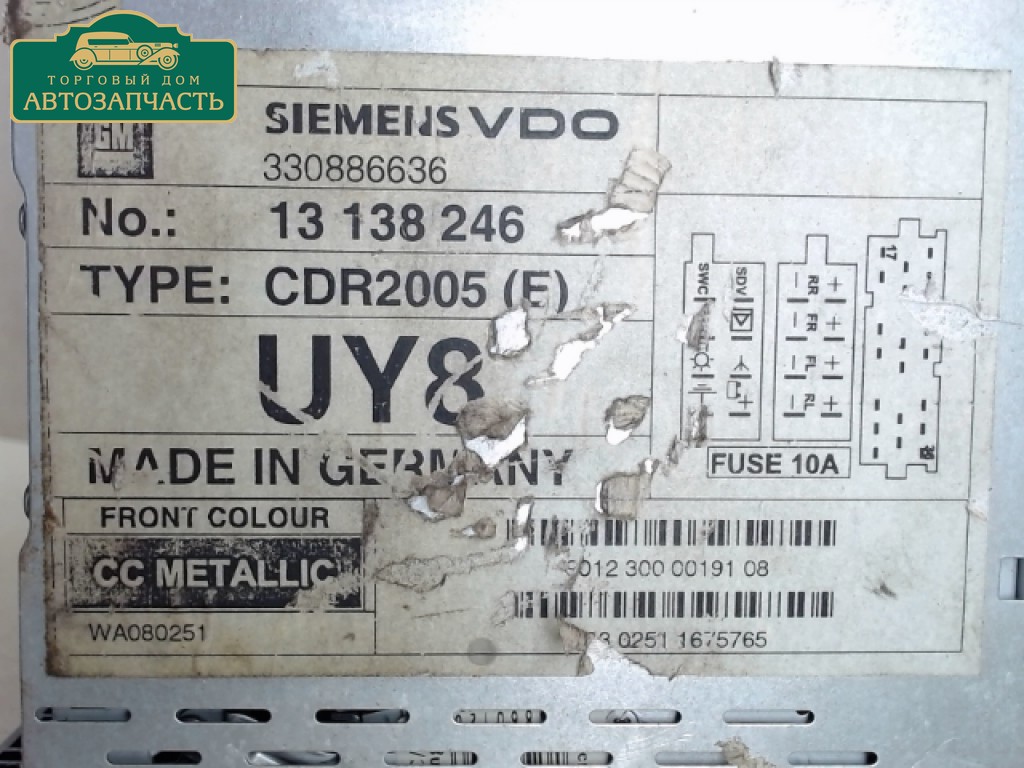 ТОРГОВЫЙ ДОМ
АВТОЗАПЧАСТЬ
GM
SIEMENS VDO
330886636
No.: 13 138 246
TYPE: CDR2005 (E)
UY8
MADE IN GERMANY
FRONT COLOUR
CC METALLIC
WA080251
17
SWC
SDV
RR
FR
FL
RL
FUSE 10A
012 300 00191 08
0251 1675765